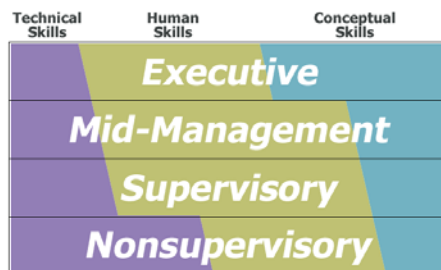 Technical Human Conceptual
Skills Skills Skills
Executive
Mid-Management
Supervisory
Nonsupervisory